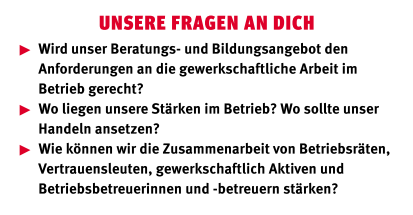 UNSERE FRAGEN AN DICH
▶ Wird unser Beratungs- und Bildungsangebot den
Anforderungen an die gewerkschaftliche Arbeit im
Betrieb gerecht?
▶ Wo liegen unsere Stärken im Betrieb? Wo sollte unser
Handeln ansetzen?
▶ Wie können wir die Zusammenarbeit von Betriebsräten,
Vertrauensleuten, gewerkschaftlich Aktiven und
Betriebsbetreuerinnen und -betreuern stärken?